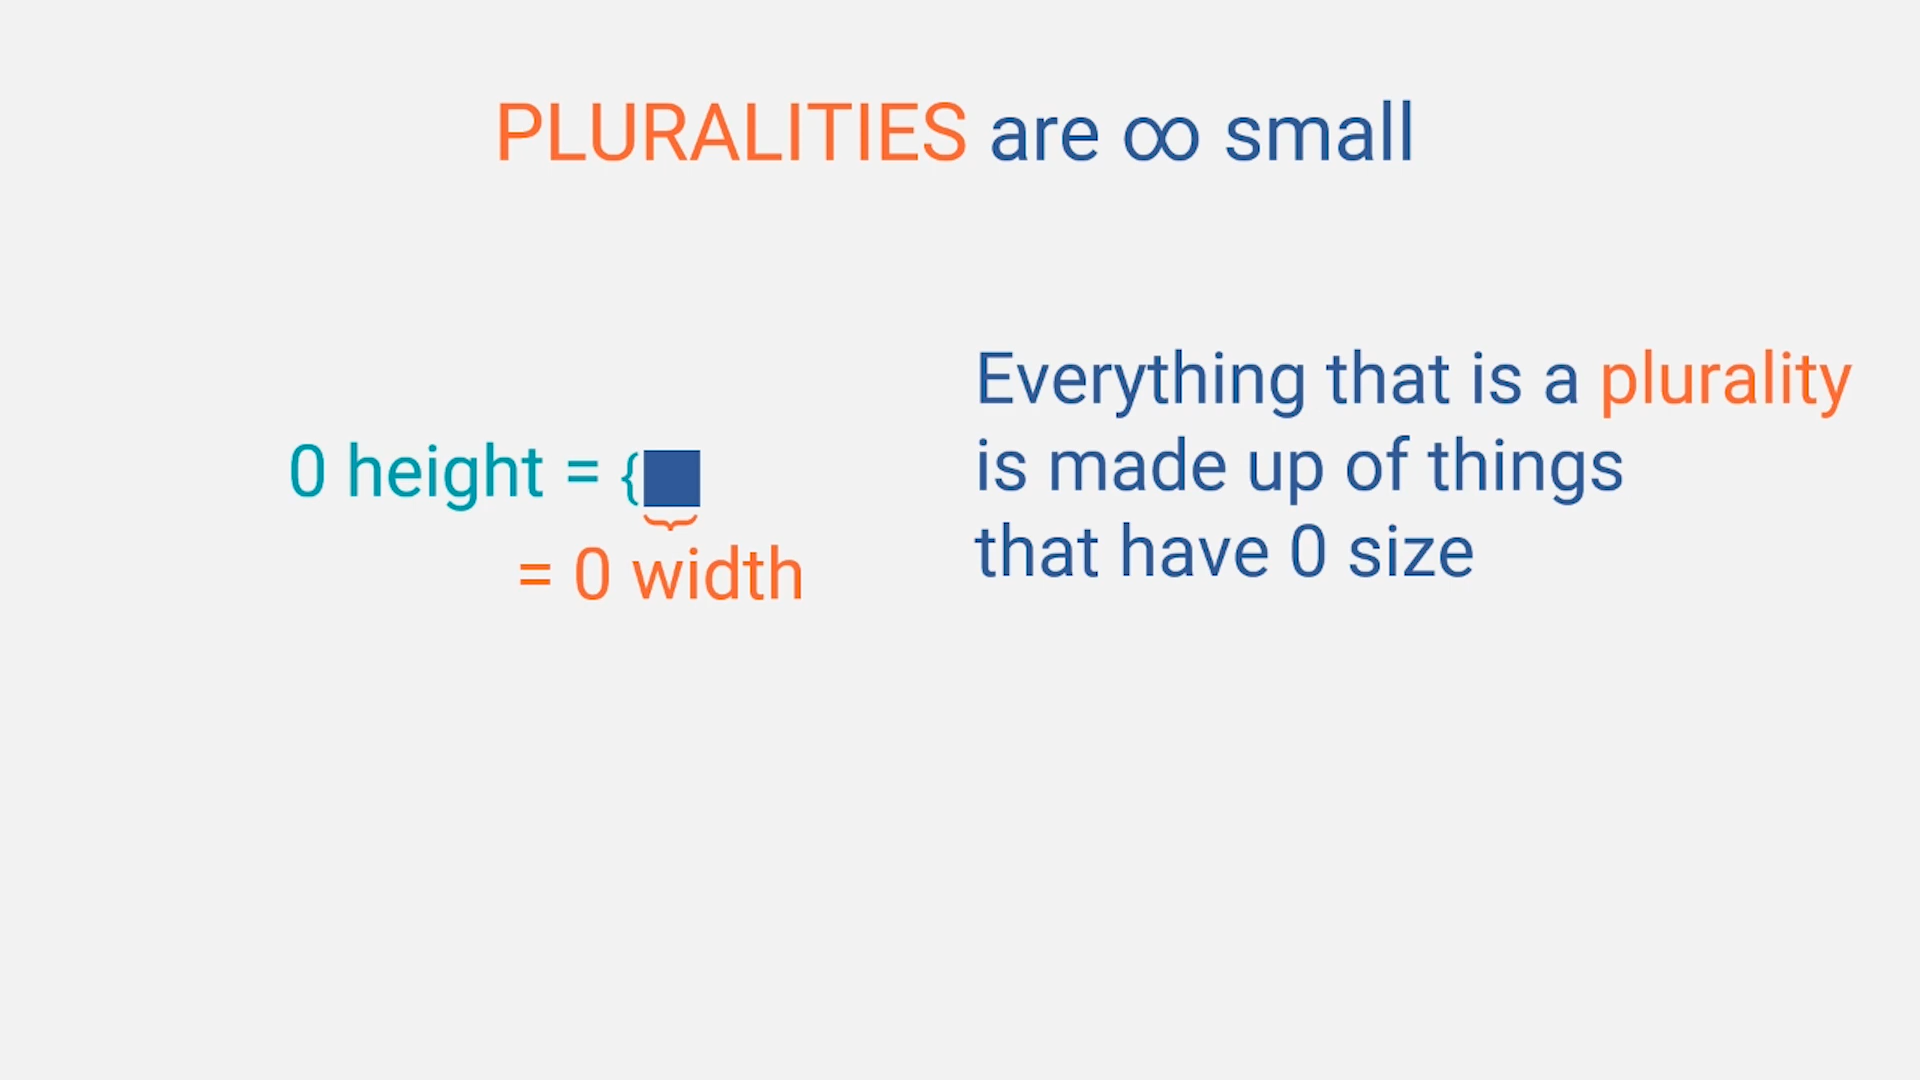 PLURALITIES are ∞ small
0 height = {
= 0 width
Everything that is a plurality
is made up of things
that have 0 size